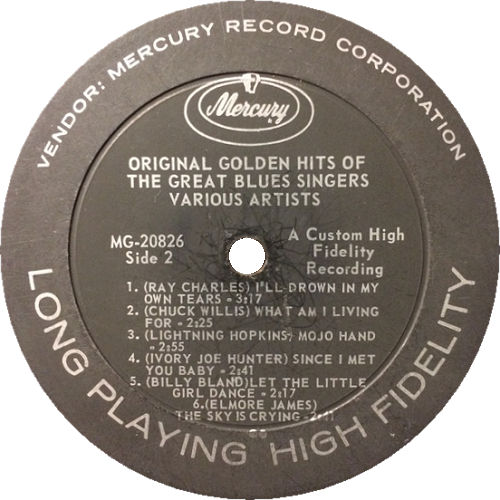 VENDOR: MERCURY RECORD CORPORATION
Mercury
ORIGINAL GOLDEN HITS OF
THE GREAT BLUES SINGERS
VARIOUS ARTISTS
MG-20826
Side 2
A Custom High
Fidelity
Recording
1. (RAY CHARLES) I'LL DROWN IN MY
OWN TEARS - 3:17
2. (CHUCK WILLIS) WHAT AM I LIVING
FOR - 2:25
3. (LIGHTNING HOPKINS) MOJO HAND
- 2:55
4. (IVORY JOE HUNTER) SINCE I MET
YOU BABY - 2:41
5. (BILLY BLAND)LET THE LITTLE
GIRL DANCE - 2:17
6.(ELMORE JAMES)
THE SKY IS CRYING -2:41
LONG PLAYING HIGH FIDELITY